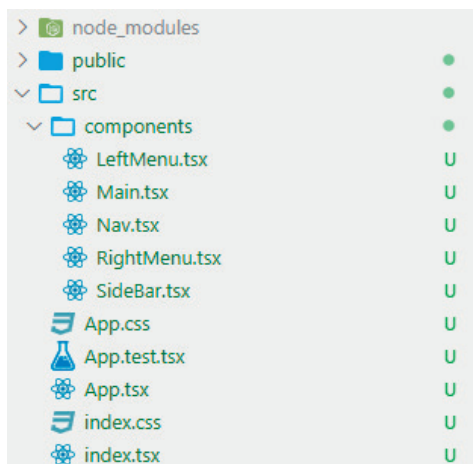 node_modules
public
src
components
LeftMenu.tsx U
Main.tsx U
Nav.tsx U
RightMenu.tsx U
SideBar.tsx U
App.css U
App.test.tsx U
App.tsx U
index.css U
index.tsx U